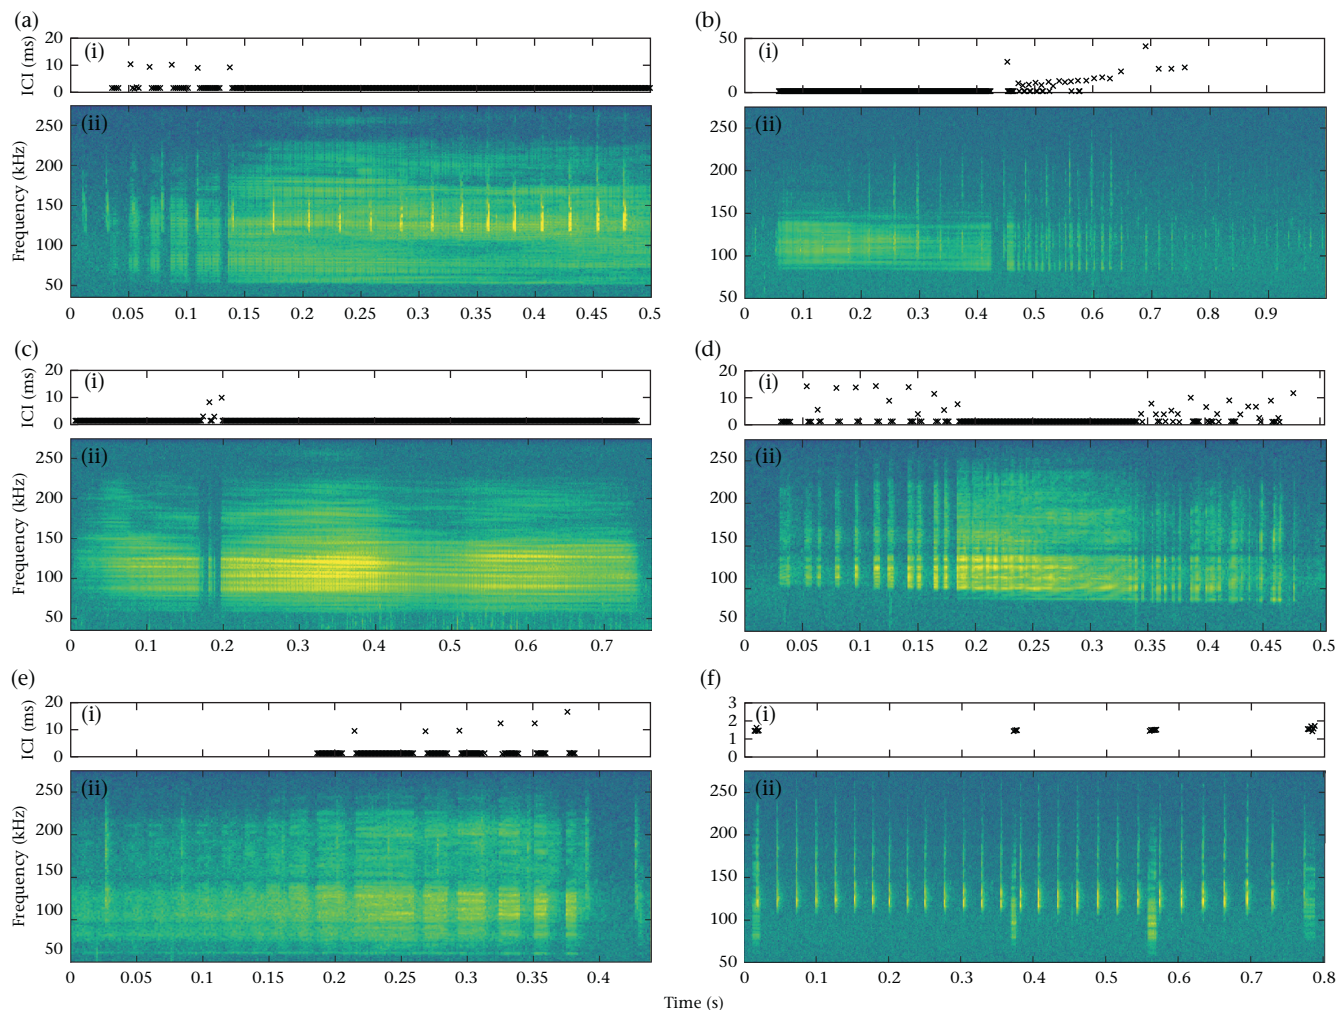 (a)
(b)
ICI (ms)
20
10
0
(i)
50
0
(i)
Frequency (kHz)
250
200
150
100
50
(ii)
250
200
150
100
50
(ii)
0 0.05 0.1 0.15 0.2 0.25 0.3 0.35 0.4 0.45 0.5
0.1 0.2 0.3 0.4 0.5 0.6 0.7 0.8 0.9
(c)
(d)
ICI (ms)
20
10
0
(i)
20
10
0
(i)
Frequency (kHz)
250
200
150
100
50
(ii)
250
200
150
100
50
(ii)
0 0.1 0.2 0.3 0.4 0.5 0.6 0.7
0.05 0.1 0.15 0.2 0.25 0.3 0.35 0.4 0.45 0.5
(e)
(f)
ICI (ms)
20
10
0
(i)
3
2
1
0
(i)
Frequency (kHz)
250
200
150
100
50
(ii)
250
200
150
100
50
(ii)
0 0.05 0.1 0.15 0.2 0.25 0.3 0.35 0.4
0 0.1 0.2 0.3 0.4 0.5 0.6 0.7 0.8
Time (s)